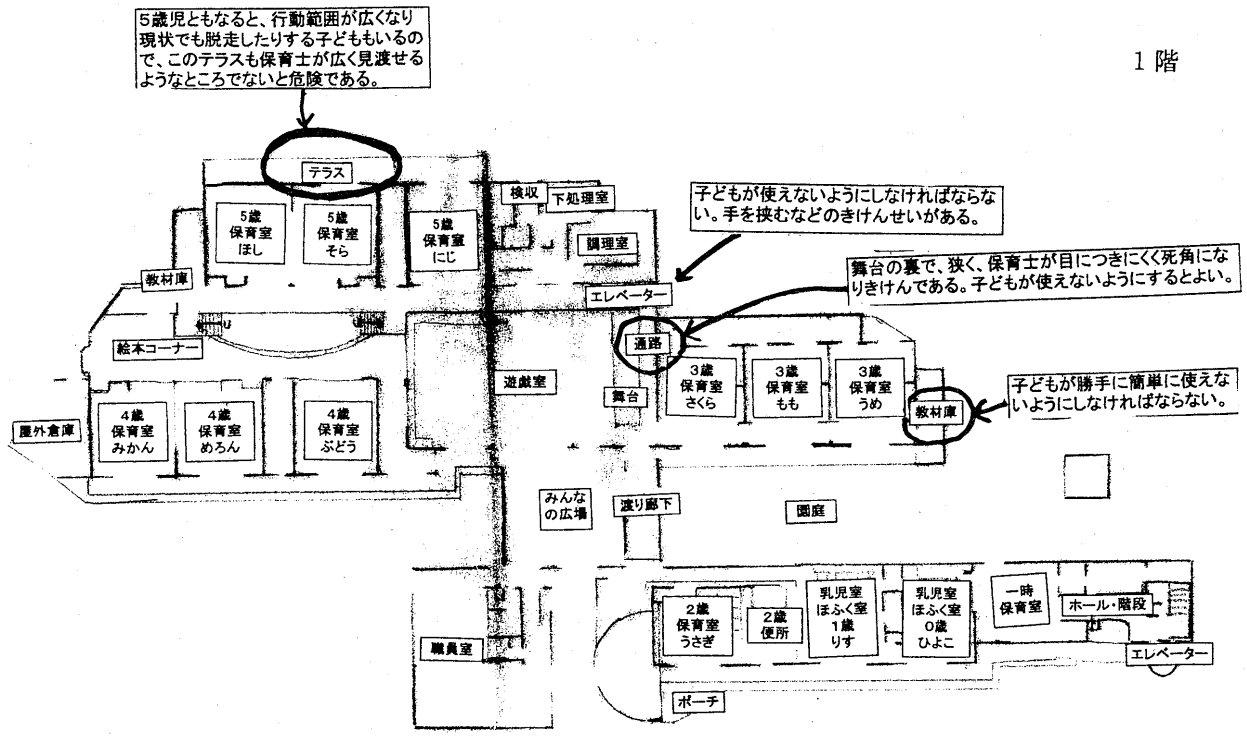 5歳児ともなると、行動範囲が広くなり
現状でも脱走したりする子どももいるの
で、このテラスも保育士が広く見渡せる
ようなところでないと危険である。
1階
テラス
検収
下処理室
子どもが使えないようにしなければならな
い。手を挟むなどのきけんせいがある。
5歳
保育室
ほし
5歳
保育室
そら
5歳
保育室
にじ
調理室
舞台の裏で、狭く、保育士が目につきにくく死角にな
りきけんである。子どもが使えないようにするとよい。
教材庫
エレベーター
絵本コーナー
通路
遊戯室
舞台
3歳
保育室
さくら
3歳
保育室
もも
3歳
保育室
うめ
子どもが勝手に簡単に使えな
いようにしなければならない。
教材庫
屋外倉庫
4歳
保育室
みかん
4歳
保育室
めろん
4歳
保育室
ぶどう
みんな
の広場
渡り廊下
園庭
職員室
2歳
保育室
うさぎ
2歳
便所
乳児室
ほふく室
1歳
りす
乳児室
ほふく室
0歳
ひよこ
一時
保育室
ホール・階段
エレベーター
ポーチ